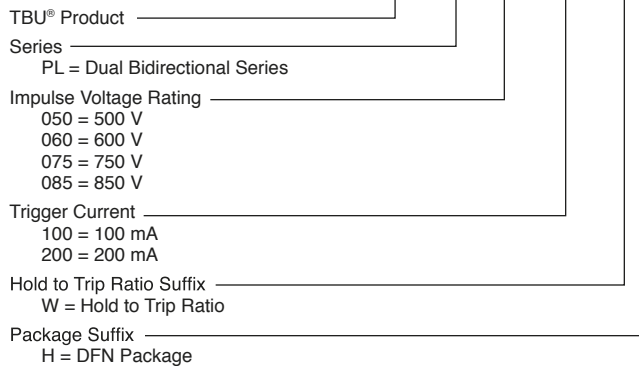 TBU® Product
Series
PL = Dual Bidirectional Series
Impulse Voltage Rating
050 = 500 V
060 = 600 V
075 = 750 V
085 = 850 V
Trigger Current
100 = 100 mA
200 = 200 mA
Hold to Trip Ratio Suffix
W = Hold to Trip Ratio
Package Suffix
H = DFN Package